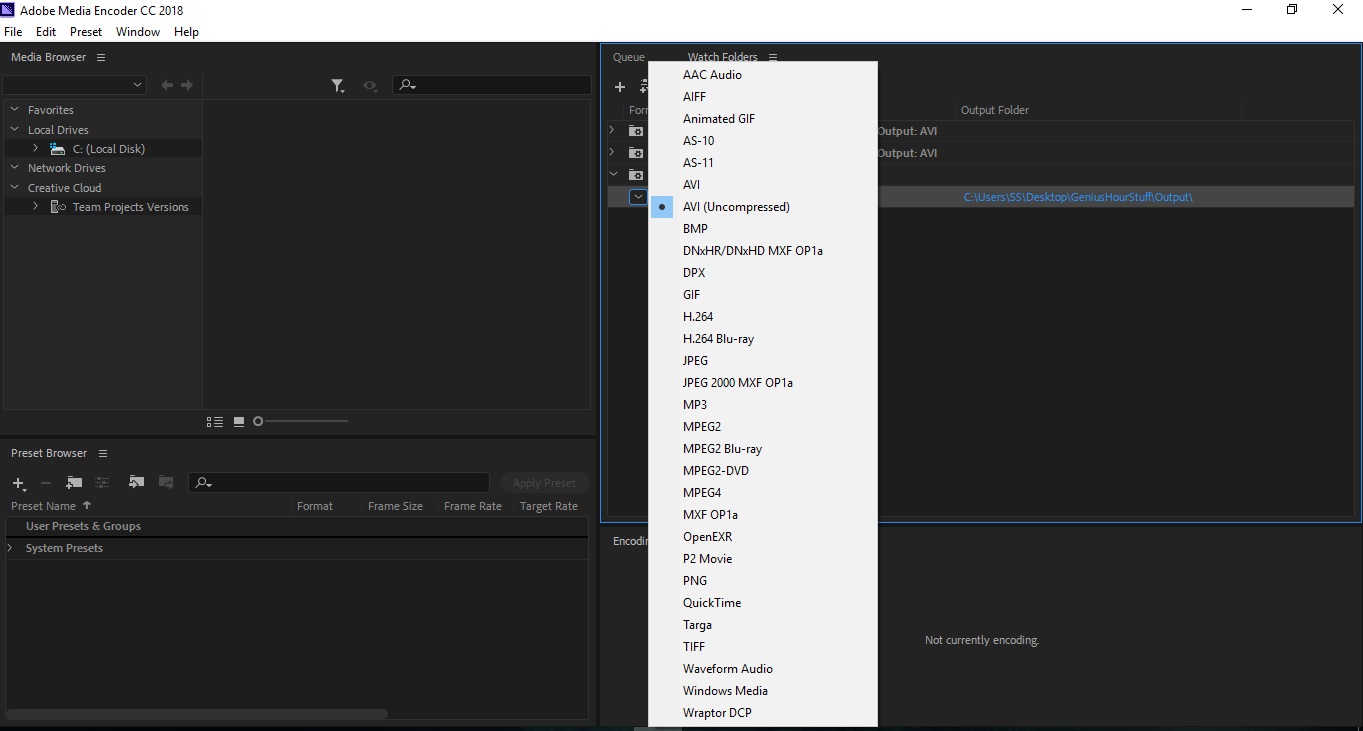 Adobe Media Encoder CC 2018
File Edit Preset Window Help
Media Browser
Favorites
Local Drives
C: (Local Disk)
Network Drives
Creative Cloud
Team Projects Versions
Preset Browser
Apply Preset
Preset Name Format Frame Size Frame Rate Target Rate
User Presets & Groups
System Presets
Queue Watch Folders
Output Folder
Output: AVI
Output: AVI
C:\Users\SS\Desktop\GeniusHourStuff\Output\
AAC Audio
AIFF
Animated GIF
AS-10
AS-11
AVI
AVI (Uncompressed)
BMP
DNxHR/DNxHD MXF OP1a
DPX
GIF
H.264
H.264 Blu-ray
JPEG
JPEG 2000 MXF OP1a
MP3
MPEG2
MPEG2 Blu-ray
MPEG2-DVD
MPEG4
MXF OP1a
OpenEXR
P2 Movie
PNG
QuickTime
Targa
TIFF
Waveform Audio
Windows Media
Wraptor DCP
Not currently encoding.